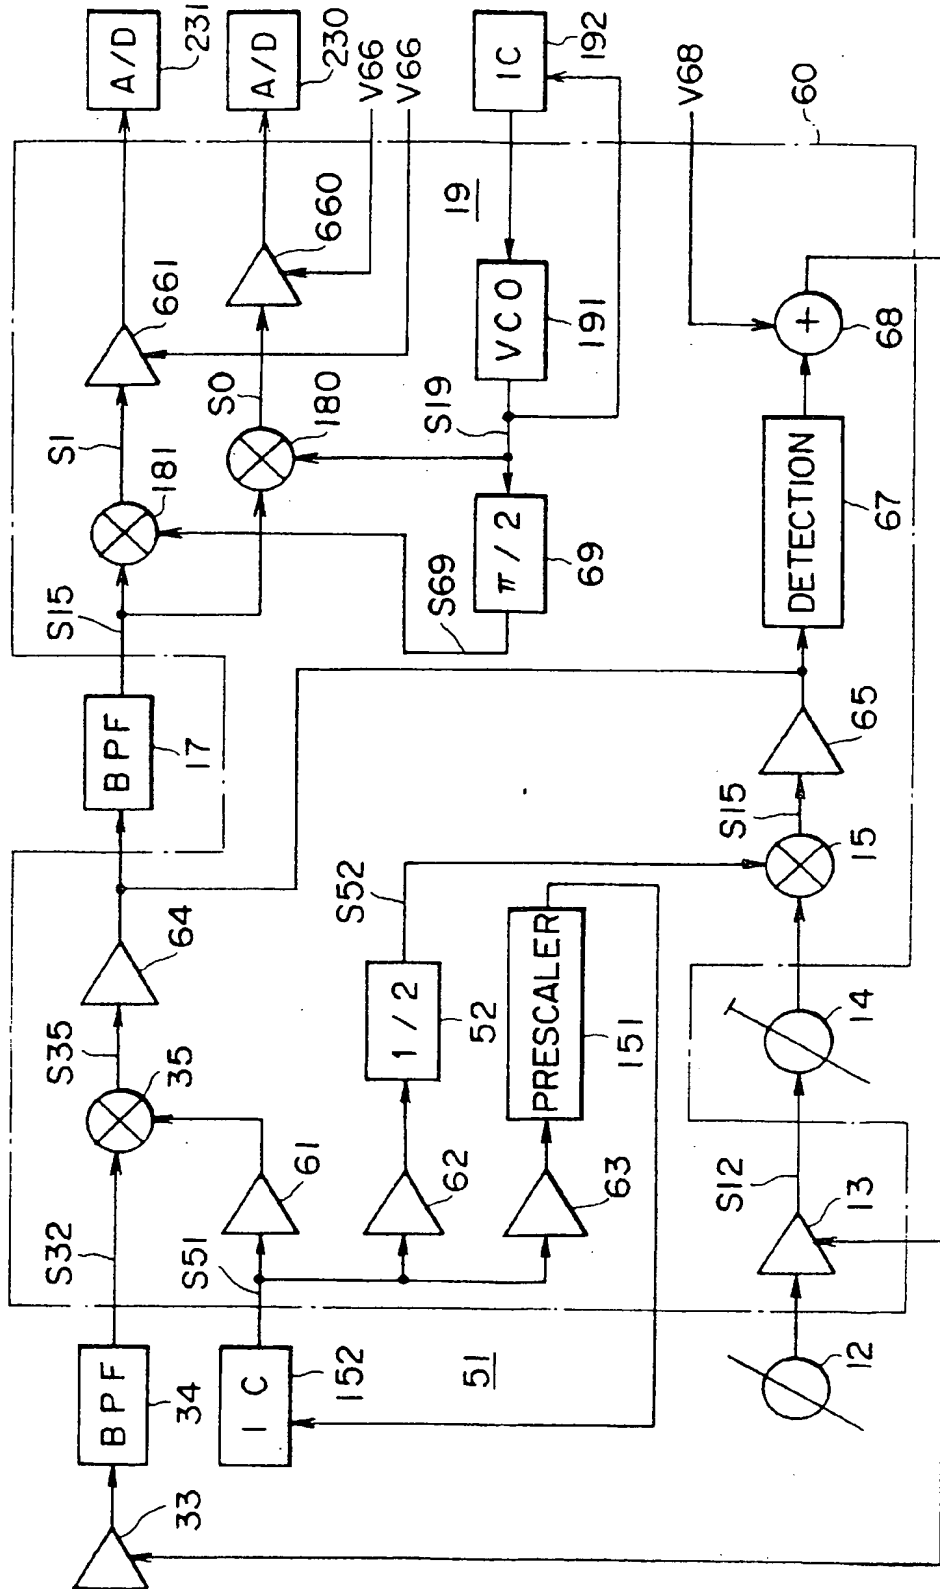 33
BPF
34
S32
35
S35
64
BPF
17
S15
181
S1
661
A/D
231
IC
152
S51
61
S0
180
660
A/D
230
V66
V66
51
62
1/2
52
S52
63
PRESCALER
151
S69
π/2
69
S19
VCO
191
19
IC
192
12
13
S12
14
15
S15
65
DETECTION
67
+
68
V68
60